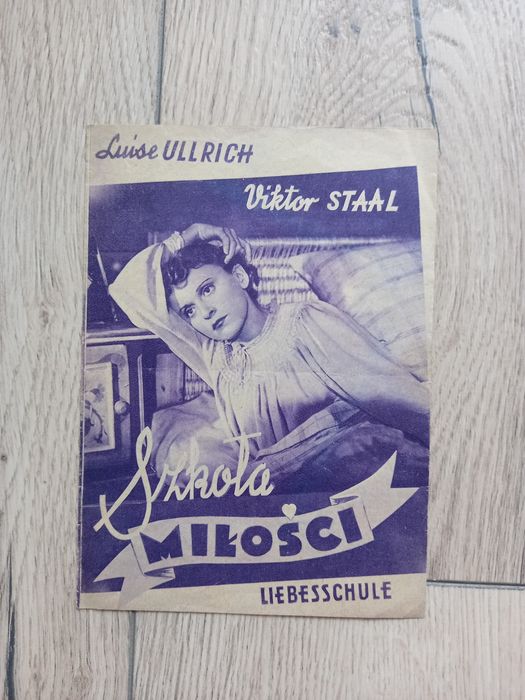 Luise ULLRICH
Viktor STAAL
Szkoła
MIŁOŚCI
LIEBESSCHULE